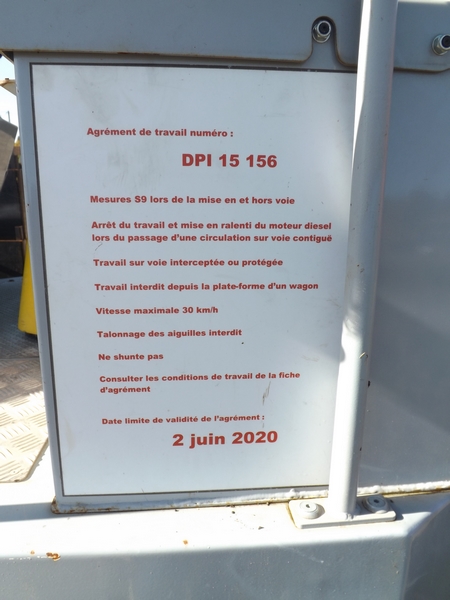 Agrément de travail numéro :
DPI 15 156
Mesures S9 lors de la mise en et hors voie
Arrêt du travail et mise en ralenti du moteur diesel
lors du passage d'une circulation sur voie contiguë
Travail sur voie interceptée ou protégée
Travail interdit depuis la plate-forme d'un wagon
Vitesse maximale 30 km/h
Talonnage des aiguilles interdit
Ne shunte pas
Consulter les conditions de travail de la fiche
d'agrément
Date limite de validité de l'agrément :
2 juin 2020